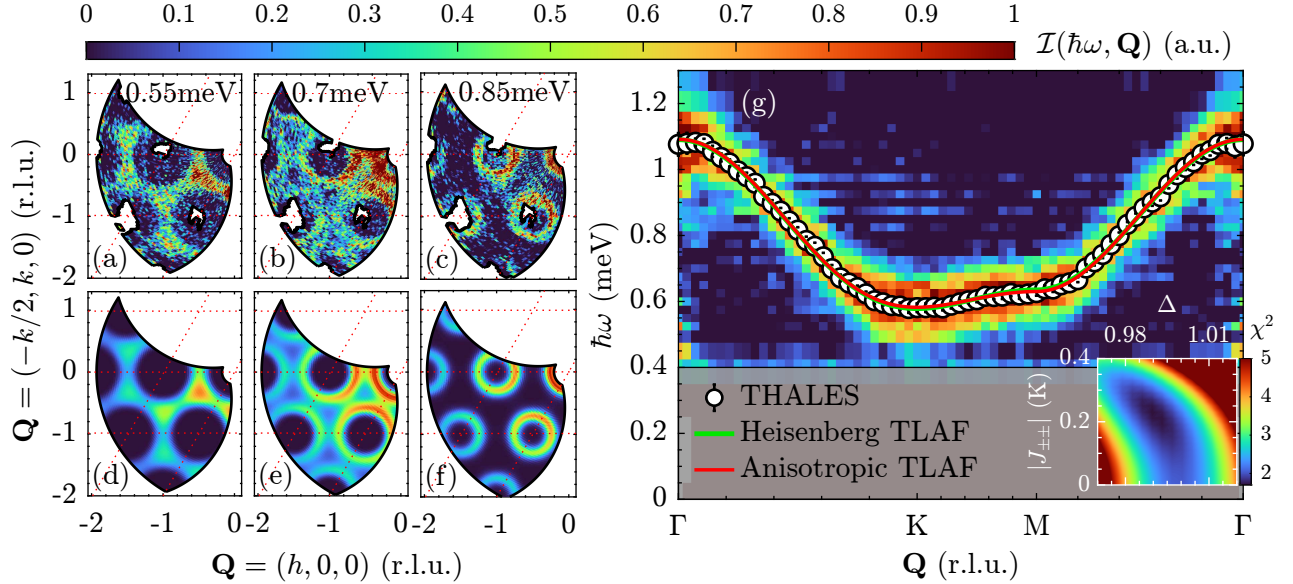 0 0.1 0.2 0.3 0.4 0.5 0.6 0.7 0.8 0.9 1
ℐ(ħω, Q) (a.u.)
0.55meV 0.7meV 0.85meV
1
0
-1
-2
(a) (b) (c)
1
0
-1
-2
(d) (e) (f)
-2 -1 0 -2 -1 0 -2 -1 0
Q = (h, 0, 0) (r.l.u.)
Q = (−k/2, k, 0) (r.l.u.)
(g)
1.2
1
0.8
0.6
0.4
0.2
0
ħω (meV)
THALES
Heisenberg TLAF
Anisotropic TLAF
Γ K M Γ
Q (r.l.u.)
Δ
0.98 1.01
0.4
0.2
0
|J±±| (K)
χ²
5
4
3
2